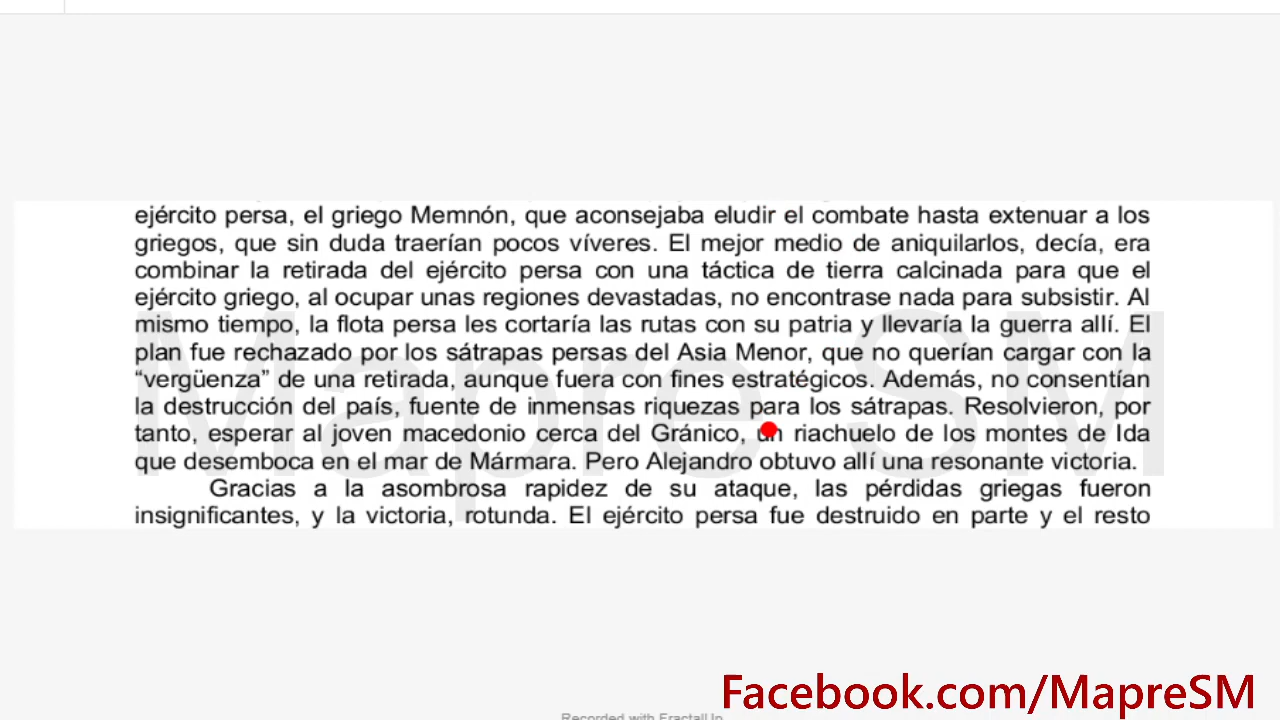 ejército persa, el griego Memnón, que aconsejaba eludir el combate hasta extenuar a los
griegos, que sin duda traerían pocos víveres. El mejor medio de aniquilarlos, decía, era
combinar la retirada del ejército persa con una táctica de tierra calcinada para que el
ejército griego, al ocupar unas regiones devastadas, no encontrase nada para subsistir. Al
mismo tiempo, la flota persa les cortaría las rutas con su patria y llevaría la guerra allí. El
plan fue rechazado por los sátrapas persas del Asia Menor, que no querían cargar con la
“vergüenza” de una retirada, aunque fuera con fines estratégicos. Además, no consentían
la destrucción del país, fuente de inmensas riquezas para los sátrapas. Resolvieron, por
tanto, esperar al joven macedonio cerca del Gránico, un riachuelo de los montes de Ida
que desemboca en el mar de Mármara. Pero Alejandro obtuvo allí una resonante victoria.
Gracias a la asombrosa rapidez de su ataque, las pérdidas griegas fueron
insignificantes, y la victoria, rotunda. El ejército persa fue destruido en parte y el resto
Mapre SM
Facebook.com/MapreSM
Recorded with FractalUp